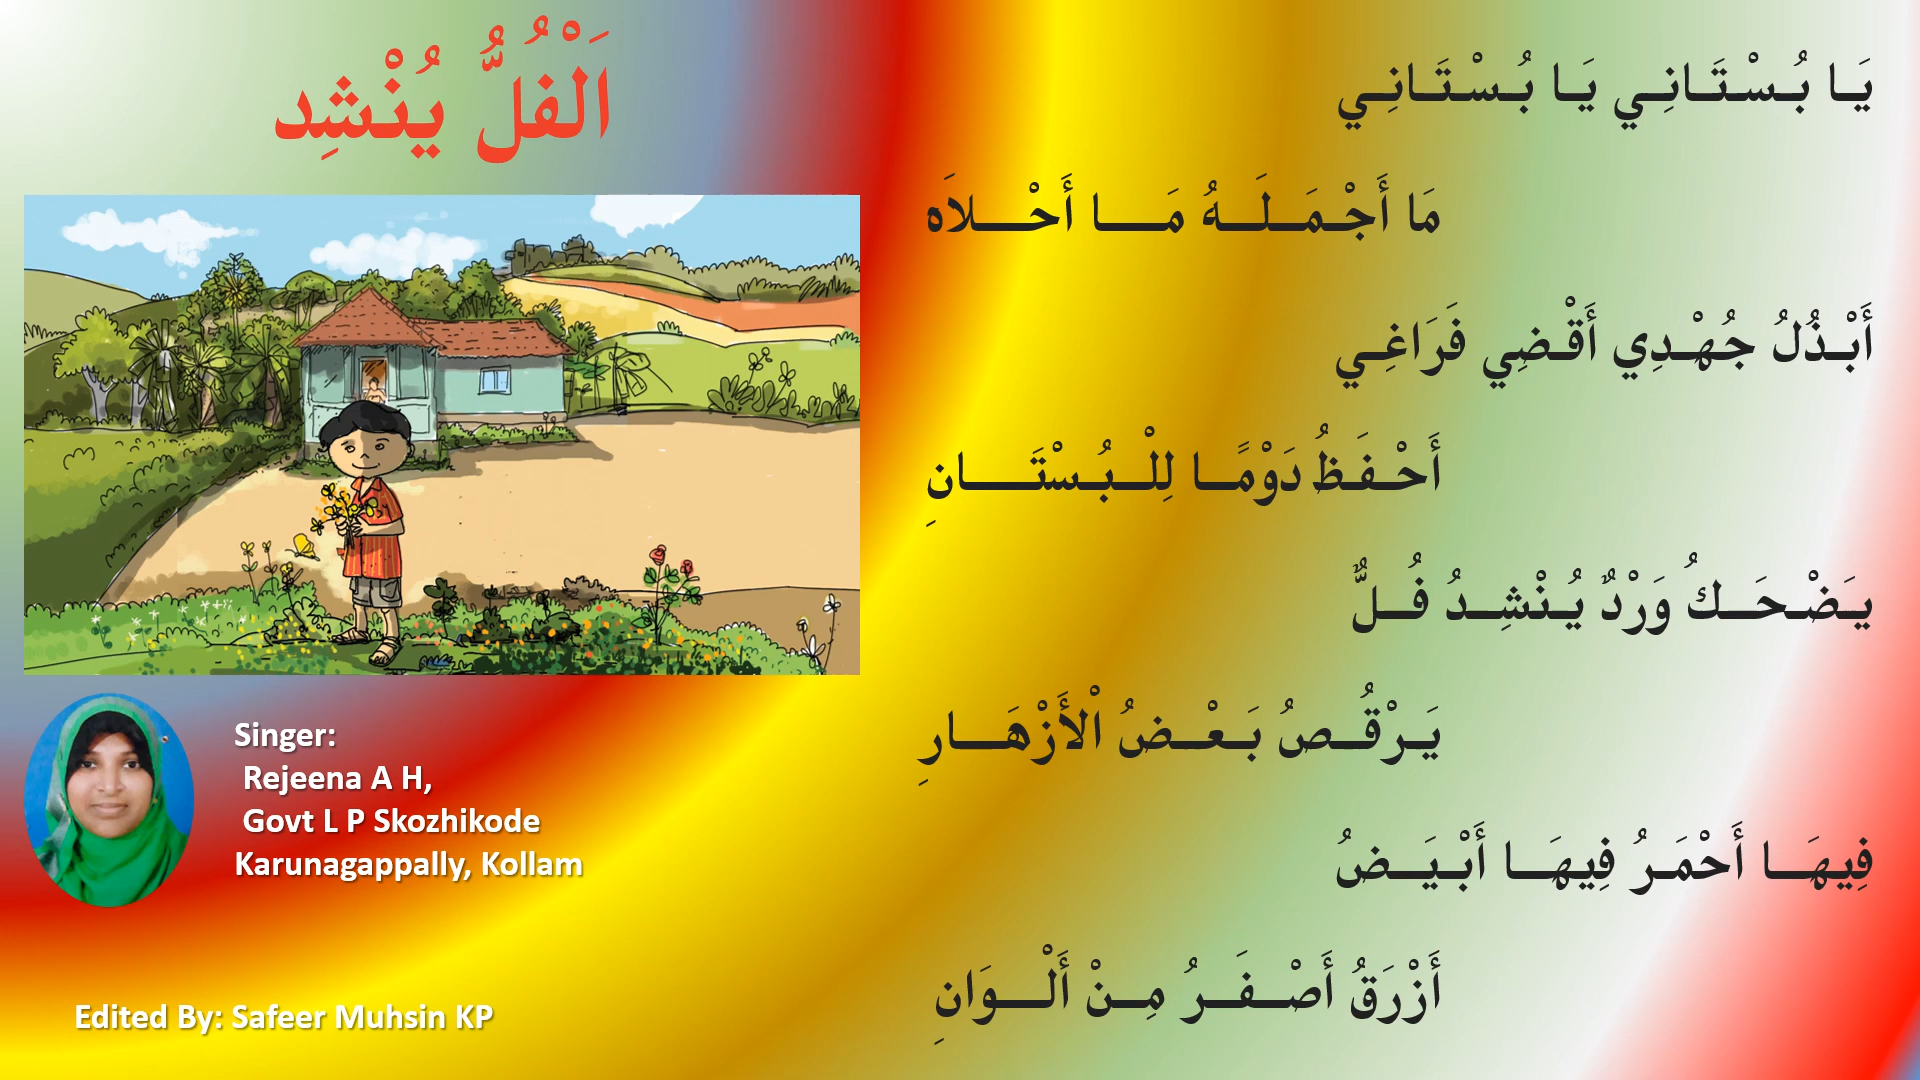 اَلْفُلُّ يُنْشِد
يَا بُسْتَانِي يَا بُسْتَانِي
مَا أَجْمَلَهُ مَا أَحْلاَه
أَبْذُلُ جُهْدِي أَقْضِي فَرَاغِي
أَحْفَظُ دَوْمًا لِلْبُسْتَانِ
يَضْحَكُ وَرْدٌ يُنْشِدُ فُلٌّ
يَرْقُصُ بَعْضُ اْلأَزْهَارِ
فِيهَا أَحْمَرُ فِيهَا أَبْيَضُ
أَزْرَقُ أَصْفَرُ مِنْ أَلْوَانِ
Singer:
Rejeena A H,
Govt L P Skozhikode
Karunagappally, Kollam
Edited By: Safeer Muhsin KP